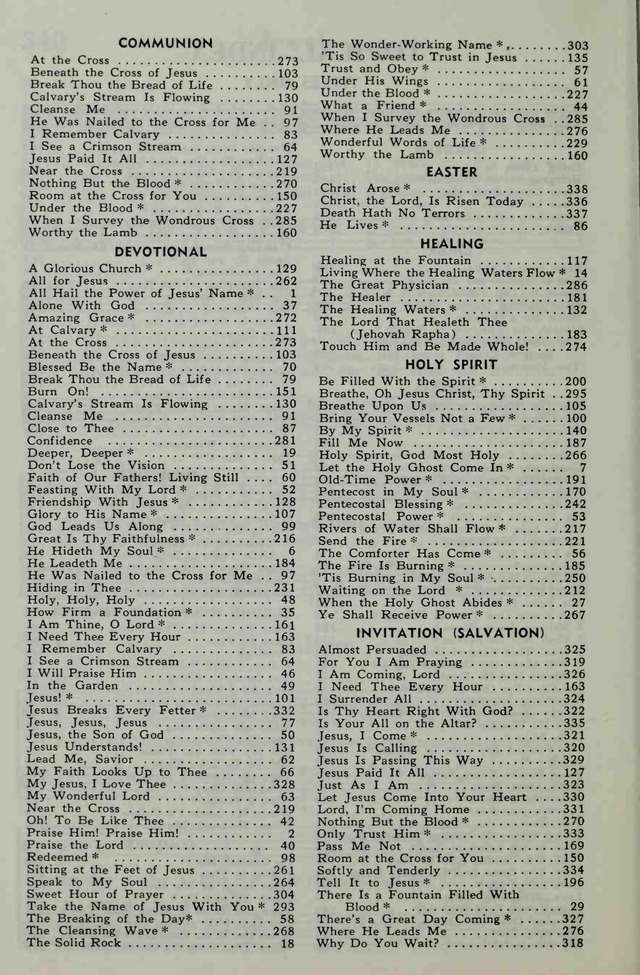 COMMUNION
At the Cross ......................273
Beneath the Cross of Jesus ..........103
Break Thou the Bread of Life ........ 79
Calvary's Stream Is Flowing ........130
Cleanse Me ...................... 91
He Was Nailed to the Cross for Me .. 97
I Remember Calvary ............... 83
I See a Crimson Stream ............ 64
Jesus Paid It All ..................127
Near the Cross ....................219
Nothing But the Blood * ............270
Room at the Cross for You ..........150
Under the Blood * ..................227
When I Survey the Wondrous Cross ..285
Worthy the Lamb ..................160
DEVOTIONAL
A Glorious Church * ................129
All for Jesus ......................262
All Hail the Power of Jesus' Name * .. 1
Alone With God .................. 37
Amazing Grace * ..................272
At Calvary * ......................111
At the Cross ......................273
Beneath the Cross of Jesus ..........103
Blessed Be the Name * .............. 70
Break Thou the Bread of Life ........ 79
Burn On! ........................151
Calvary's Stream Is Flowing ........130
Cleanse Me ...................... 91
Close to Thee .................... 87
Confidence ......................281
Deeper, Deeper * .................. 19
Don't Lose the Vision .............. 51
Faith of Our Fathers! Living Still .... 60
Feasting With My Lord * ............ 52
Friendship With Jesus * ............128
Glory to His Name * ................107
God Leads Us Along .............. 99
Great Is Thy Faithfulness * ..........216
He Hideth My Soul * .............. 6
He Leadeth Me ....................184
He Was Nailed to the Cross for Me .. 97
Hiding in Thee ....................231
Holy, Holy, Holy .................. 48
How Firm a Foundation * .......... 35
I Am Thine, O Lord * ..............161
I Need Thee Every Hour ............163
I Remember Calvary .............. 83
I See a Crimson Stream ............ 64
I Will Praise Him ................ 46
In the Garden .................... 49
Jesus! * ..........................101
Jesus Breaks Every Fetter * ..........332
Jesus, Jesus, Jesus ................ 77
Jesus, the Son of God .............. 50
Jesus Understands! ................131
Lead Me, Savior .................. 62
My Faith Looks Up to Thee ........ 66
My Jesus, I Love Thee ..............328
My Wonderful Lord .............. 63
Near the Cross ....................219
Oh! To Be Like Thee .............. 42
Praise Him! Praise Him! ............ 2
Praise the Lord .................. 40
Redeemed * ...................... 98
Sitting at the Feet of Jesus ..........261
Speak to My Soul ..................264
Sweet Hour of Prayer ..............304
Take the Name of Jesus With You * 293
The Breaking of the Day* .......... 58
The Cleansing Wave * ..............268
The Solid Rock .................... 18
The Wonder-Working Name * ........303
'Tis So Sweet to Trust in Jesus ......135
Trust and Obey * .................. 57
Under His Wings .................. 61
Under the Blood * ..................227
What a Friend * .................. 44
When I Survey the Wondrous Cross ..285
Where He Leads Me ................276
Wonderful Words of Life * ..........229
Worthy the Lamb ..................160
EASTER
Christ Arose * ....................338
Christ, the Lord, Is Risen Today .....336
Death Hath No Terrors ..............337
He Lives * ........................ 86
HEALING
Healing at the Fountain ............117
Living Where the Healing Waters Flow * 14
The Great Physician ................286
The Healer ......................181
The Healing Waters * ..............132
The Lord That Healeth Thee
(Jehovah Rapha) ................183
Touch Him and Be Made Whole! ....274
HOLY SPIRIT
Be Filled With the Spirit * ..........200
Breathe, Oh Jesus Christ, Thy Spirit ..295
Breathe Upon Us ..................105
Bring Your Vessels Not a Few * ......100
By My Spirit * ....................140
Fill Me Now ......................187
Holy Spirit, God Most Holy ........266
Let the Holy Ghost Come In * ...... 7
Old-Time Power * ..................191
Pentecost in My Soul * ..............170
Pentecostal Blessing * ..............242
Pentecostal Power * ................ 53
Rivers of Water Shall Flow * ........217
Send the Fire * ....................221
The Comforter Has Come * ......... 56
The Fire Is Burning * ..............185
'Tis Burning in My Soul * ..........250
Waiting on the Lord * ..............212
When the Holy Ghost Abides * ...... 27
Ye Shall Receive Power * ............267
INVITATION (SALVATION)
Almost Persuaded ..................325
For You I Am Praying ..............319
I Am Coming, Lord ................326
I Need Thee Every Hour ..........163
I Surrender All ....................324
Is Thy Heart Right With God? ......322
Is Your All on the Altar? ............335
Jesus, I Come * ....................321
Jesus Is Calling ....................320
Jesus Is Passing This Way ..........329
Jesus Paid It All ..................127
Just As I Am ......................323
Let Jesus Come Into Your Heart ....330
Lord, I'm Coming Home ............331
Nothing But the Blood * ............270
Only Trust Him * ..................333
Pass Me Not ......................169
Room at the Cross for You ..........150
Softly and Tenderly ................334
Tell It to Jesus * ..................196
There Is a Fountain Filled With
Blood * ........................ 29
There's a Great Day Coming * ......327
Where He Leads Me ................276
Why Do You Wait? ................318